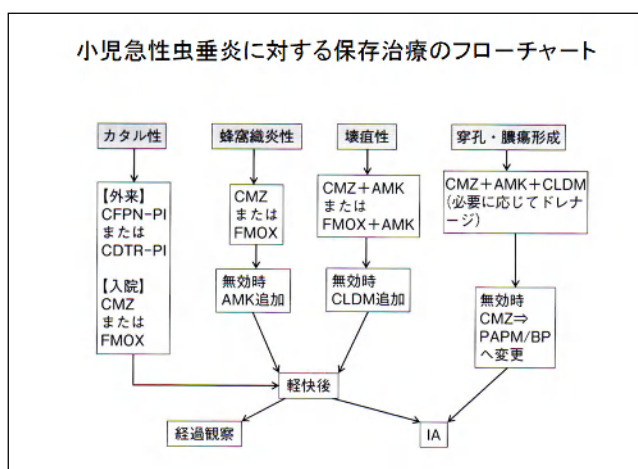 小児急性虫垂炎に対する保存治療のフローチャート
カタル性
蜂窩織炎性
壊疽性
穿孔・膿瘍形成
【外来】
CFPN-PI
または
CDTR-PI
【入院】
CMZ
または
FMOX
CMZ
または
FMOX
無効時
AMK追加
CMZ+AMK
または
FMOX+AMK
無効時
CLDM追加
CMZ+AMK+CLDM
(必要に応じてドレナ
ージ)
無効時
CMZ⇒
PAPM/BP
へ変更
軽快後
経過観察
IA